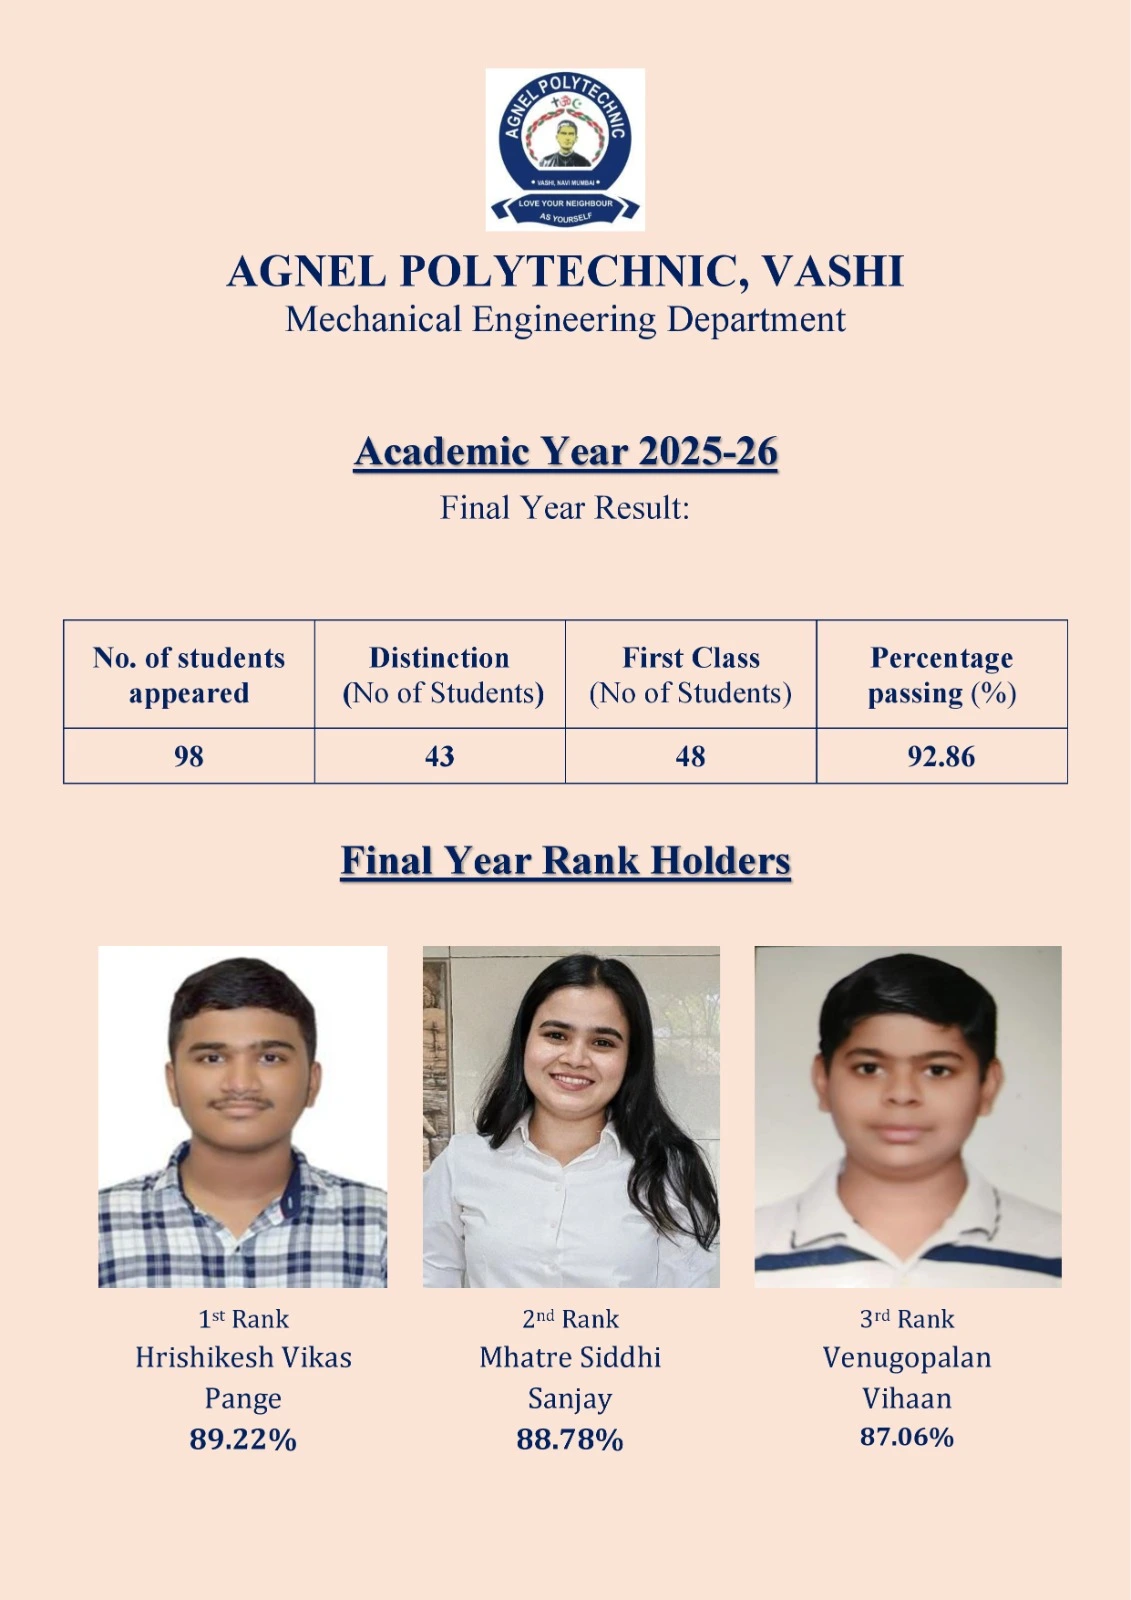 AGNEL POLYTECHNIC
• VASHI, NAVI MUMBAI •
LOVE YOUR NEIGHBOUR
AS YOURSELF
AGNEL POLYTECHNIC, VASHI
Mechanical Engineering Department
Academic Year 2025-26
Final Year Result:
No. of students
appeared
Distinction
(No of Students)
First Class
(No of Students)
Percentage
passing (%)
98
43
48
92.86
Final Year Rank Holders
1st Rank
Hrishikesh Vikas
Pange
89.22%
2nd Rank
Mhatre Siddhi
Sanjay
88.78%
3rd Rank
Venugopalan
Vihaan
87.06%